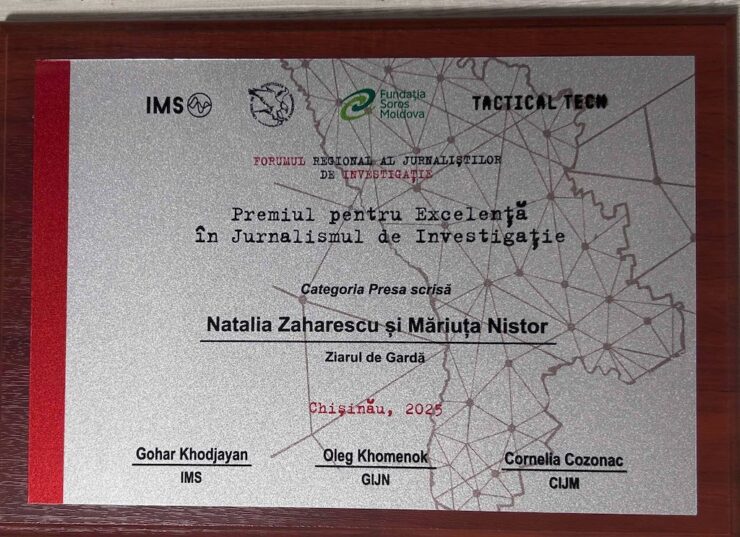 IMS
Fundația
Soros
Moldova
TACTICAL TECH
FORUMUL REGIONAL AL JURNALIȘTILOR
DE INVESTIGAȚIE
Premiul pentru Excelență
în Jurnalismul de Investigație
Categoria Presa scrisă
Natalia Zaharescu și Măriuța Nistor
Ziarul de Gardă
Chișinău, 2025
Gohar Khodjayan
IMS
Oleg Khomenok
GIJN
Cornelia Cozonac
CIJM